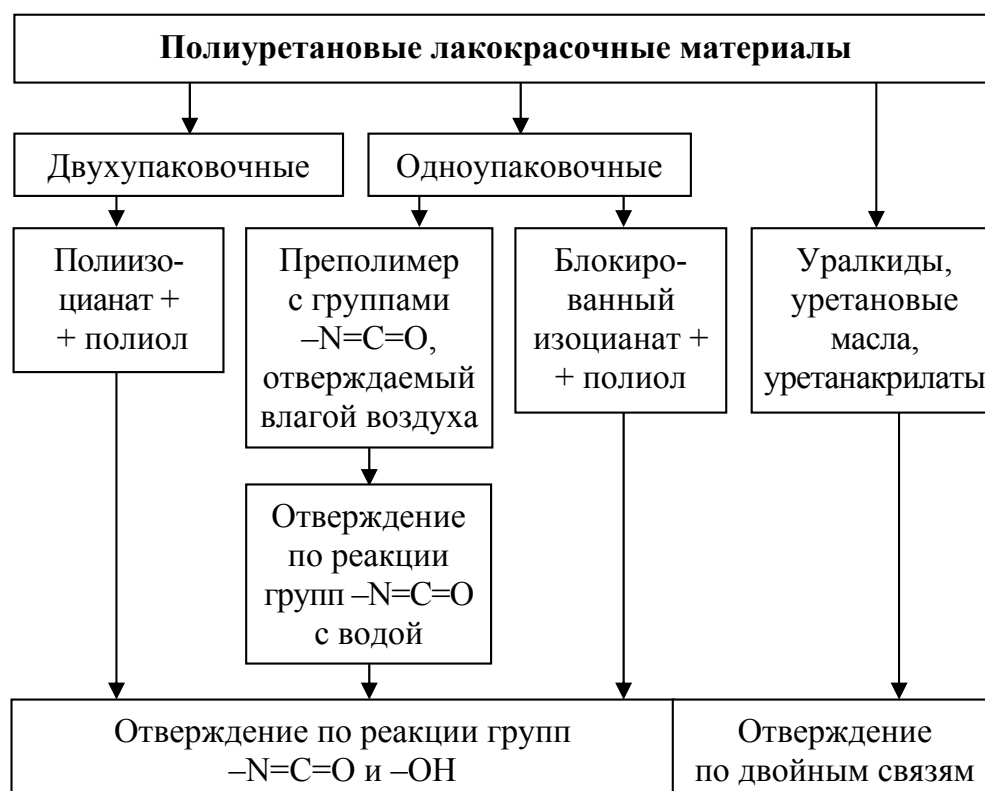 Полиуретановые лакокрасочные материалы
Двухупаковочные
Одноупаковочные
Полиизо-
цианат +
+ полиол
Преполимер
с группами
–N=C=O,
отверждаемый
влагой воздуха
Блокиро-
ванный
изоцианат +
+ полиол
Уралкиды,
уретановые
масла,
уретанакрилаты
Отверждение
по реакции
групп –N=C=O
с водой
Отверждение по реакции групп
–N=C=O и –OH
Отверждение
по двойным связям